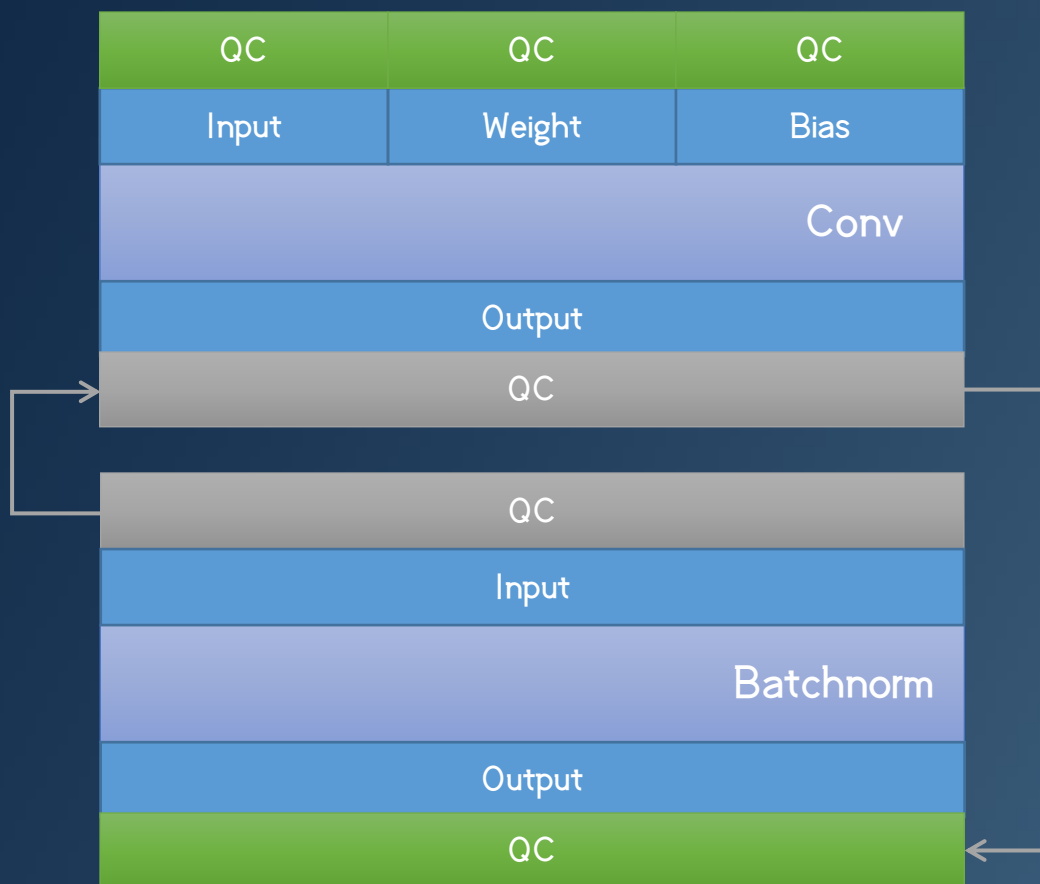 QC QC QC
Input Weight Bias
Conv
Output
QC
QC
Input
Batchnorm
Output
QC